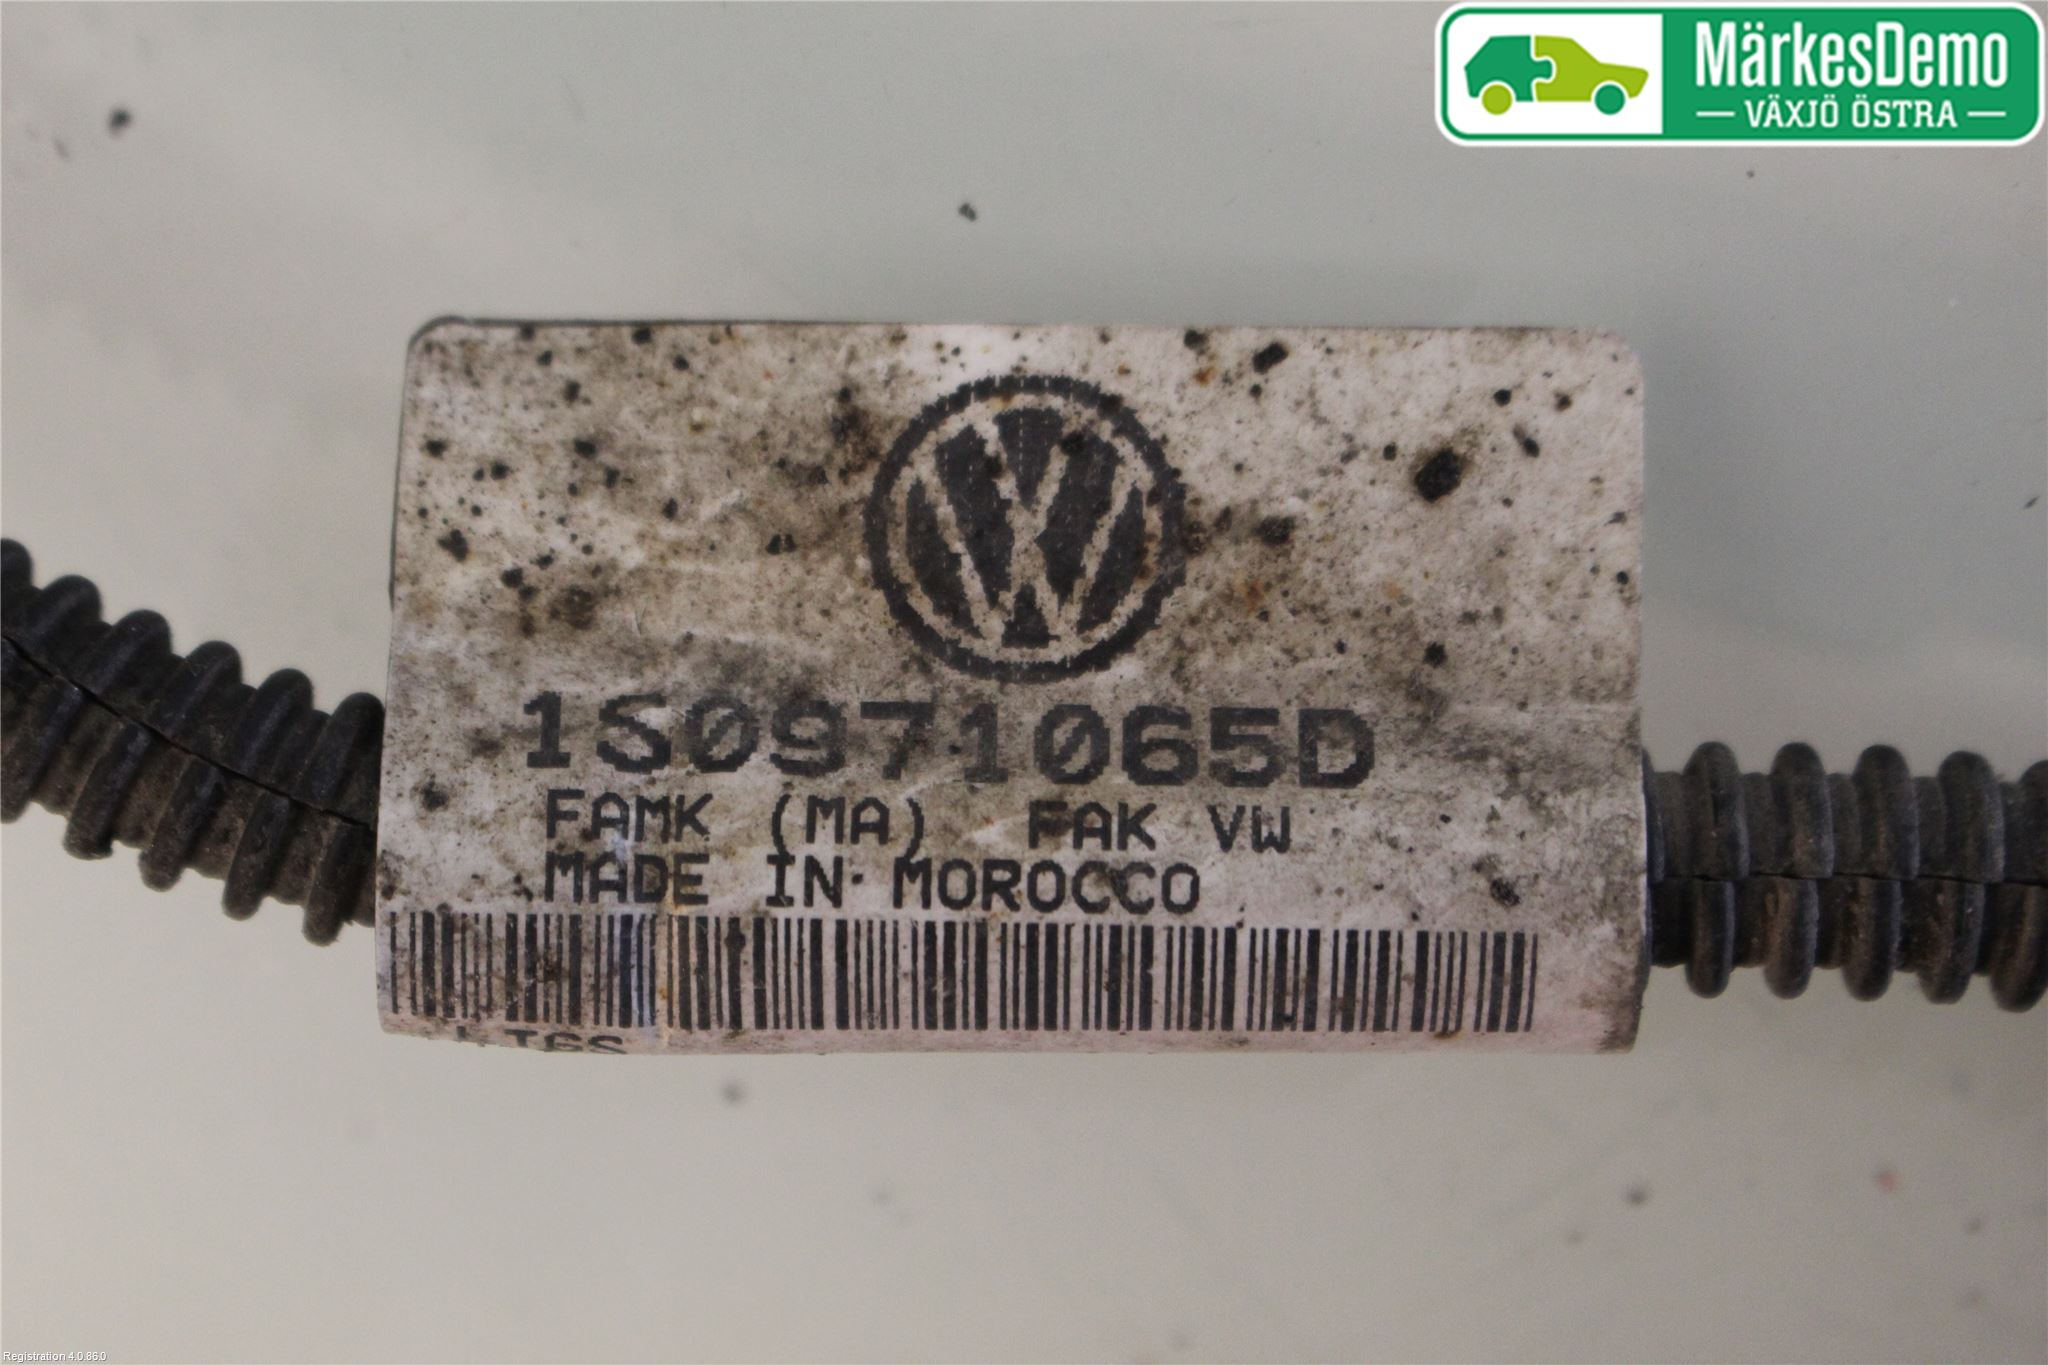 MärkesDemo
VÄXJÖ ÖSTRA
1S0971065D
FAMK (MA) FAK VW
MADE IN MOROCCO
Registration 4.0.86.0